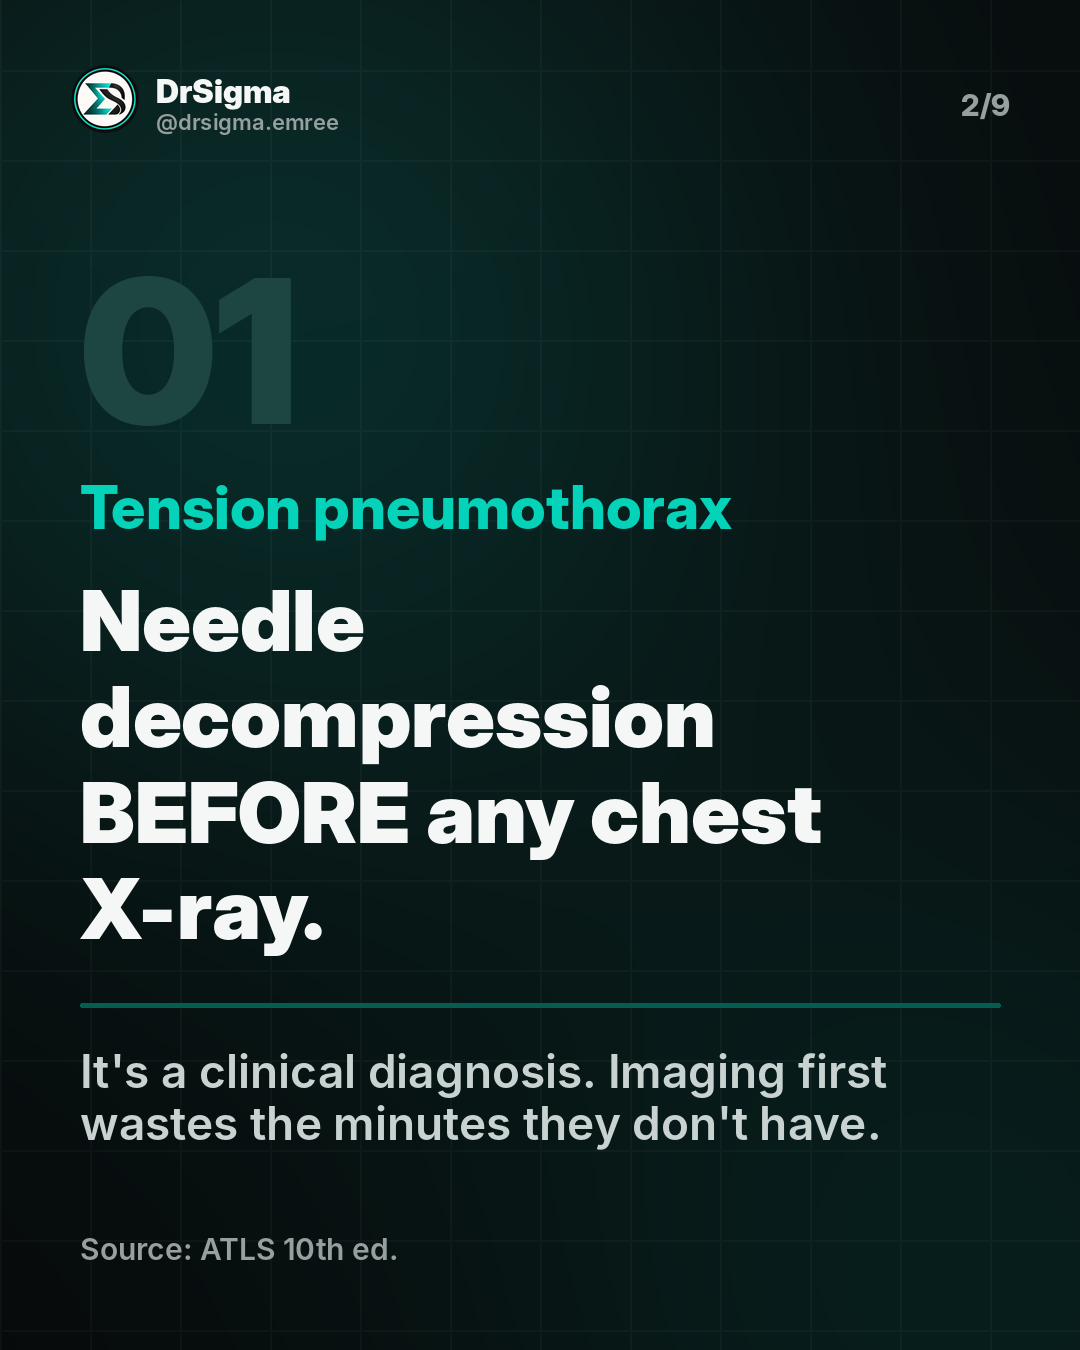 DrSigma
@drsigma.emree
2/9
01
Tension pneumothorax
Needle
decompression
BEFORE any chest
X-ray.
It's a clinical diagnosis. Imaging first
wastes the minutes they don't have.
Source: ATLS 10th ed.